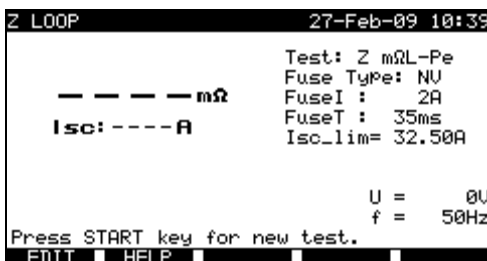 Z LOOP 27-Feb-09 10:39
Test: Z mΩL-Pe
Fuse Type: NV
– – – – mΩ
FuseI : 2A
Isc:----A
FuseT : 35ms
Isc_lim= 32.50A
U = 0V
f = 50Hz
Press START key for new test.
EDIT HELP